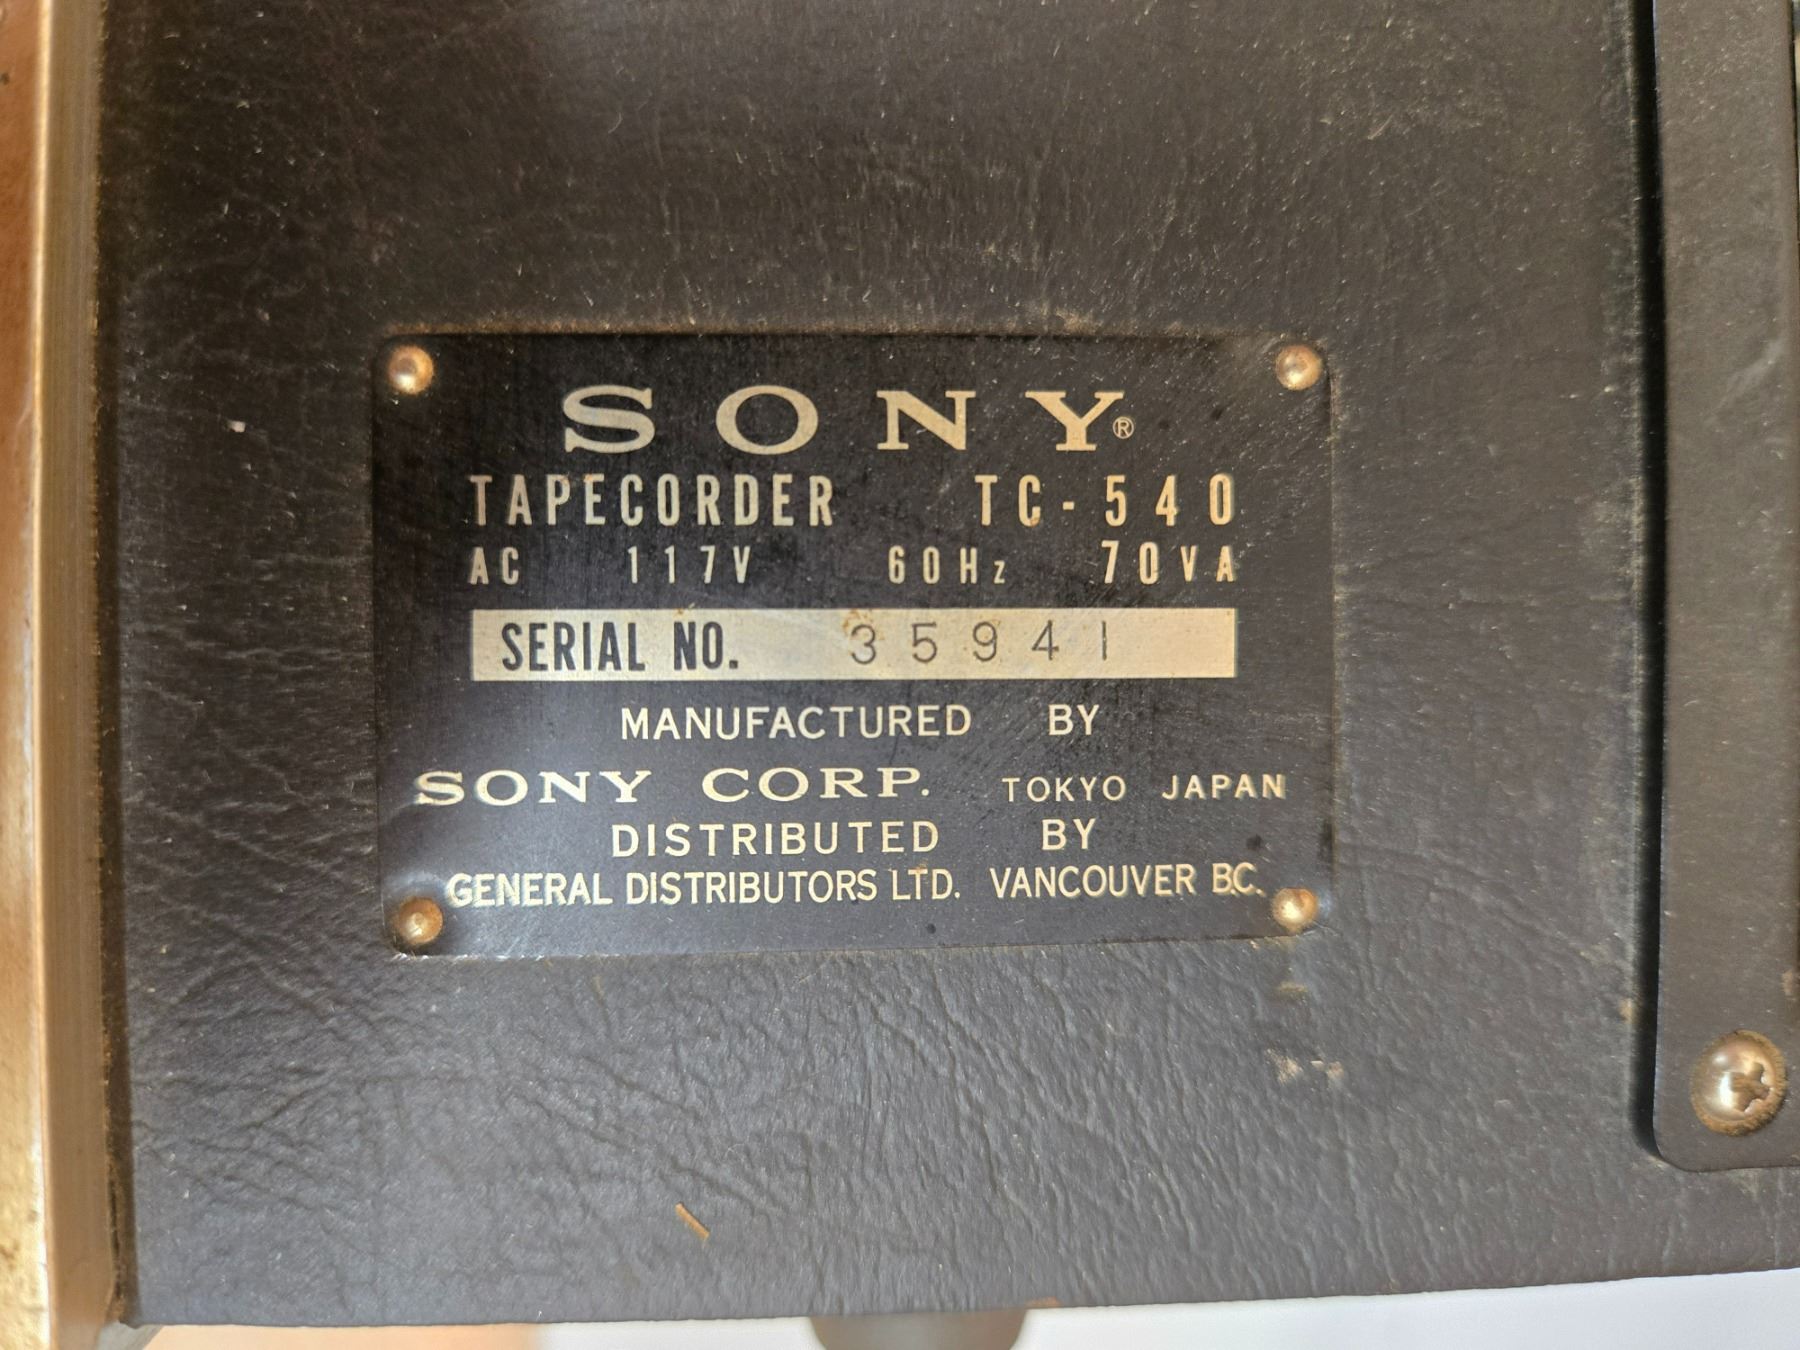 SONY®
TAPECORDER TC-540
AC 117V 60Hz 70VA
SERIAL NO. 35941
MANUFACTURED BY
SONY CORP. TOKYO JAPAN
DISTRIBUTED BY
GENERAL DISTRIBUTORS LTD. VANCOUVER B.C.